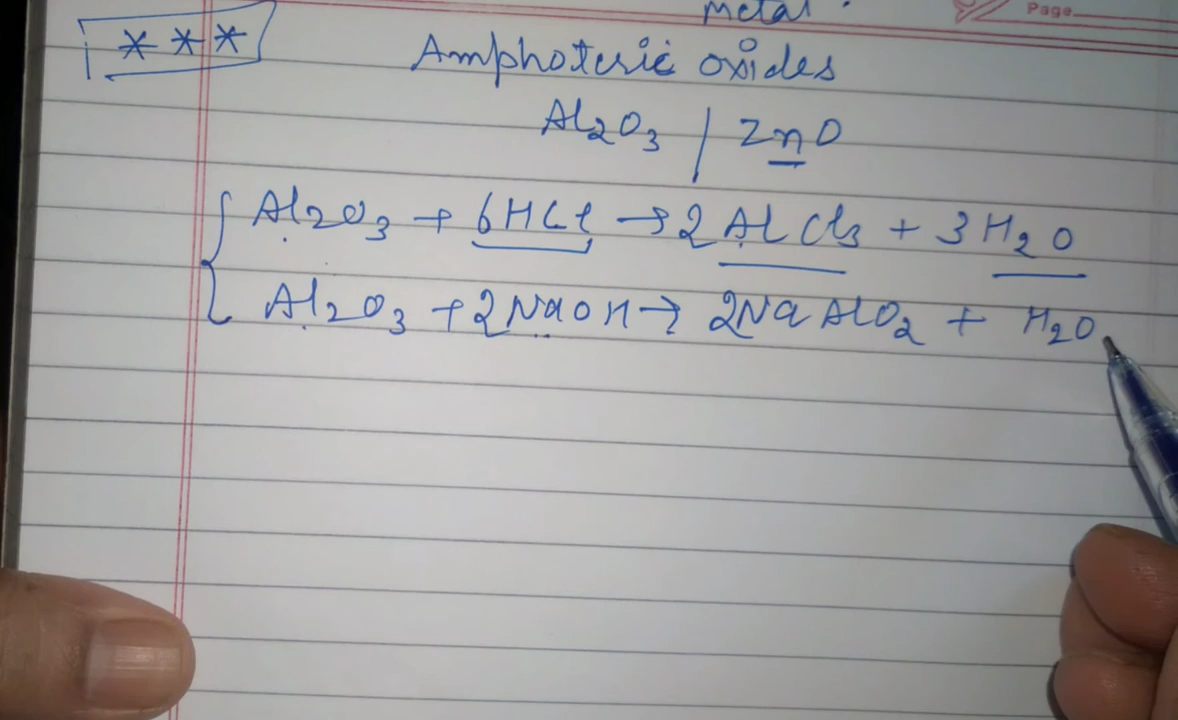 metal .
Page
* * *
Amphoteric oxides
Al₂O₃ / ZnO
Al₂O₃ + 6HCl → 2AlCl₃ + 3H₂O
Al₂O₃ + 2NaOH → 2NaAlO₂ + H₂O